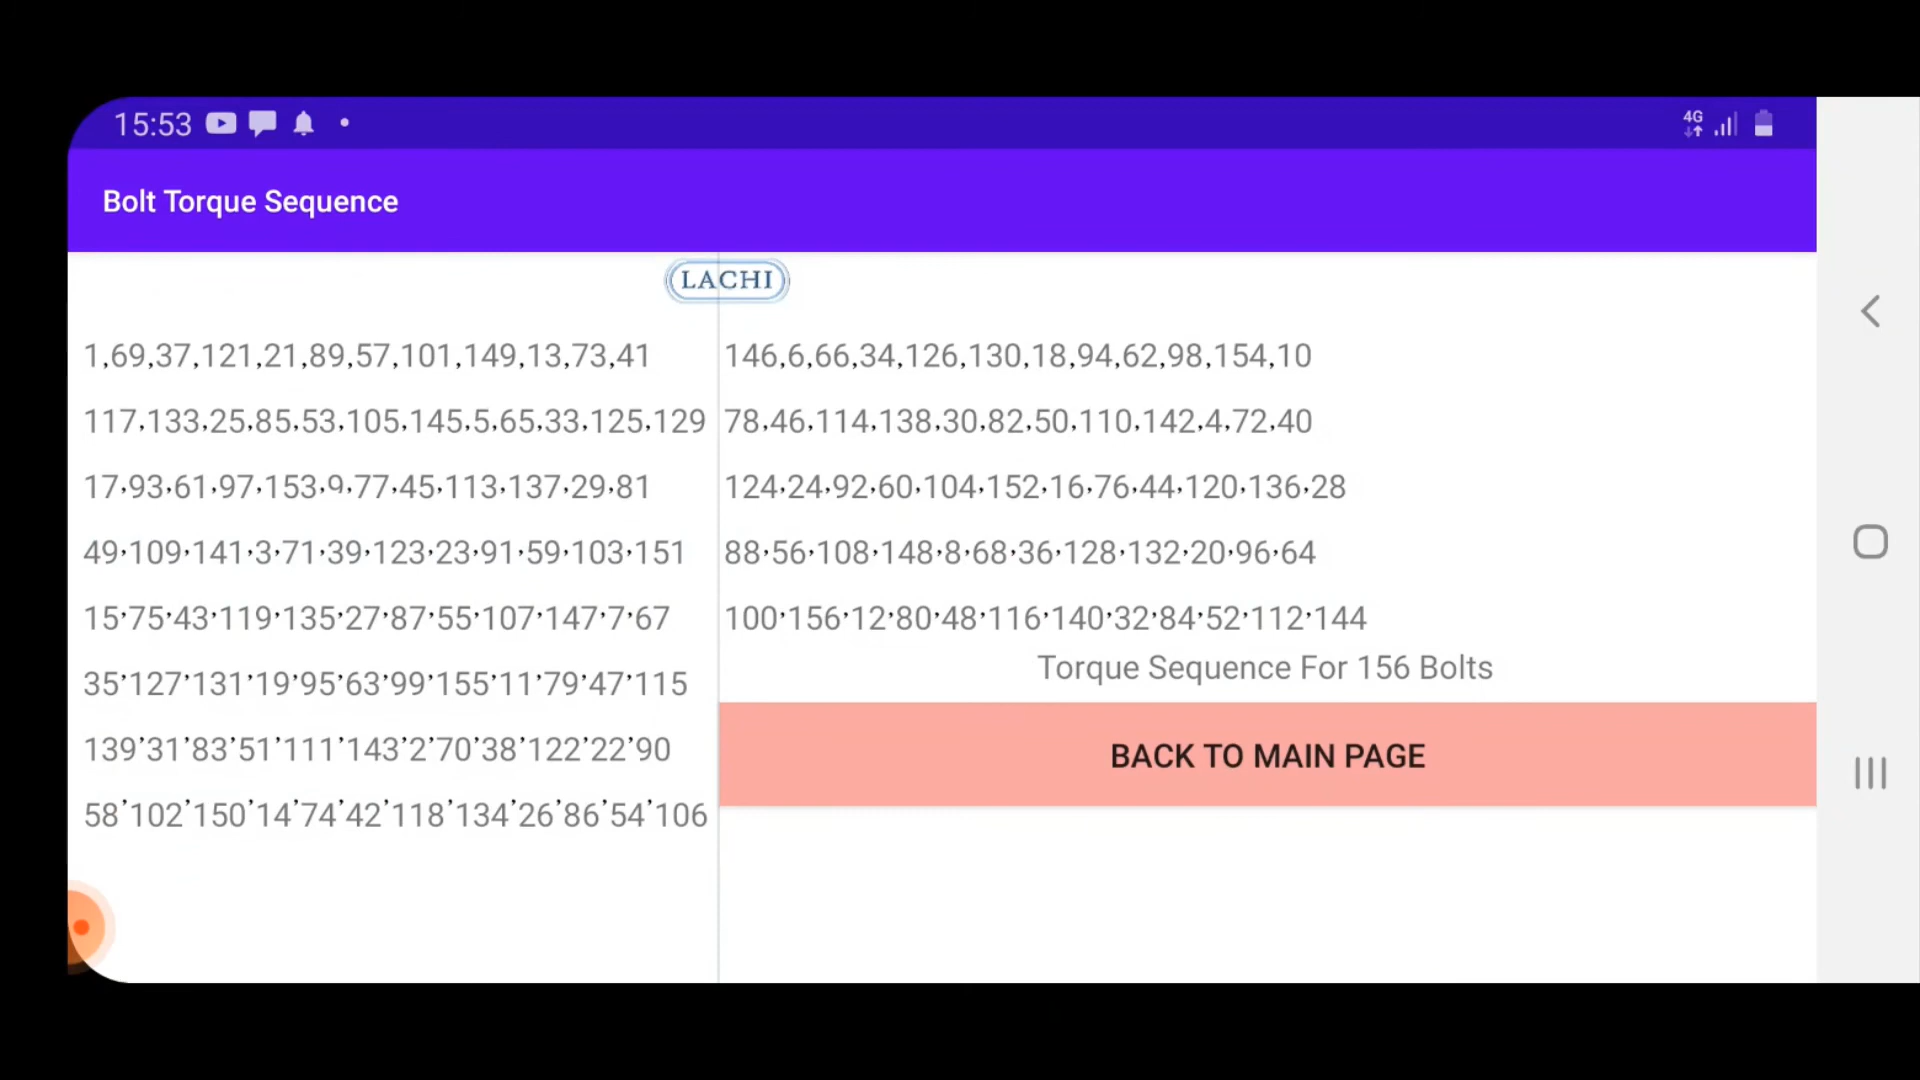 15:53
4G
Bolt Torque Sequence
LACHI
1,69,37,121,21,89,57,101,149,13,73,41
117,133,25,85,53,105,145,5,65,33,125,129
17,93,61,97,153,9,77,45,113,137,29,81
49,109,141,3,71,39,123,23,91,59,103,151
15,75,43,119,135,27,87,55,107,147,7,67
35,127,131,19,95,63,99,155,11,79,47,115
139,31,83,51,111,143,2,70,38,122,22,90
58,102,150,14,74,42,118,134,26,86,54,106
146,6,66,34,126,130,18,94,62,98,154,10
78,46,114,138,30,82,50,110,142,4,72,40
124,24,92,60,104,152,16,76,44,120,136,28
88,56,108,148,8,68,36,128,132,20,96,64
100,156,12,80,48,116,140,32,84,52,112,144
Torque Sequence For 156 Bolts
BACK TO MAIN PAGE